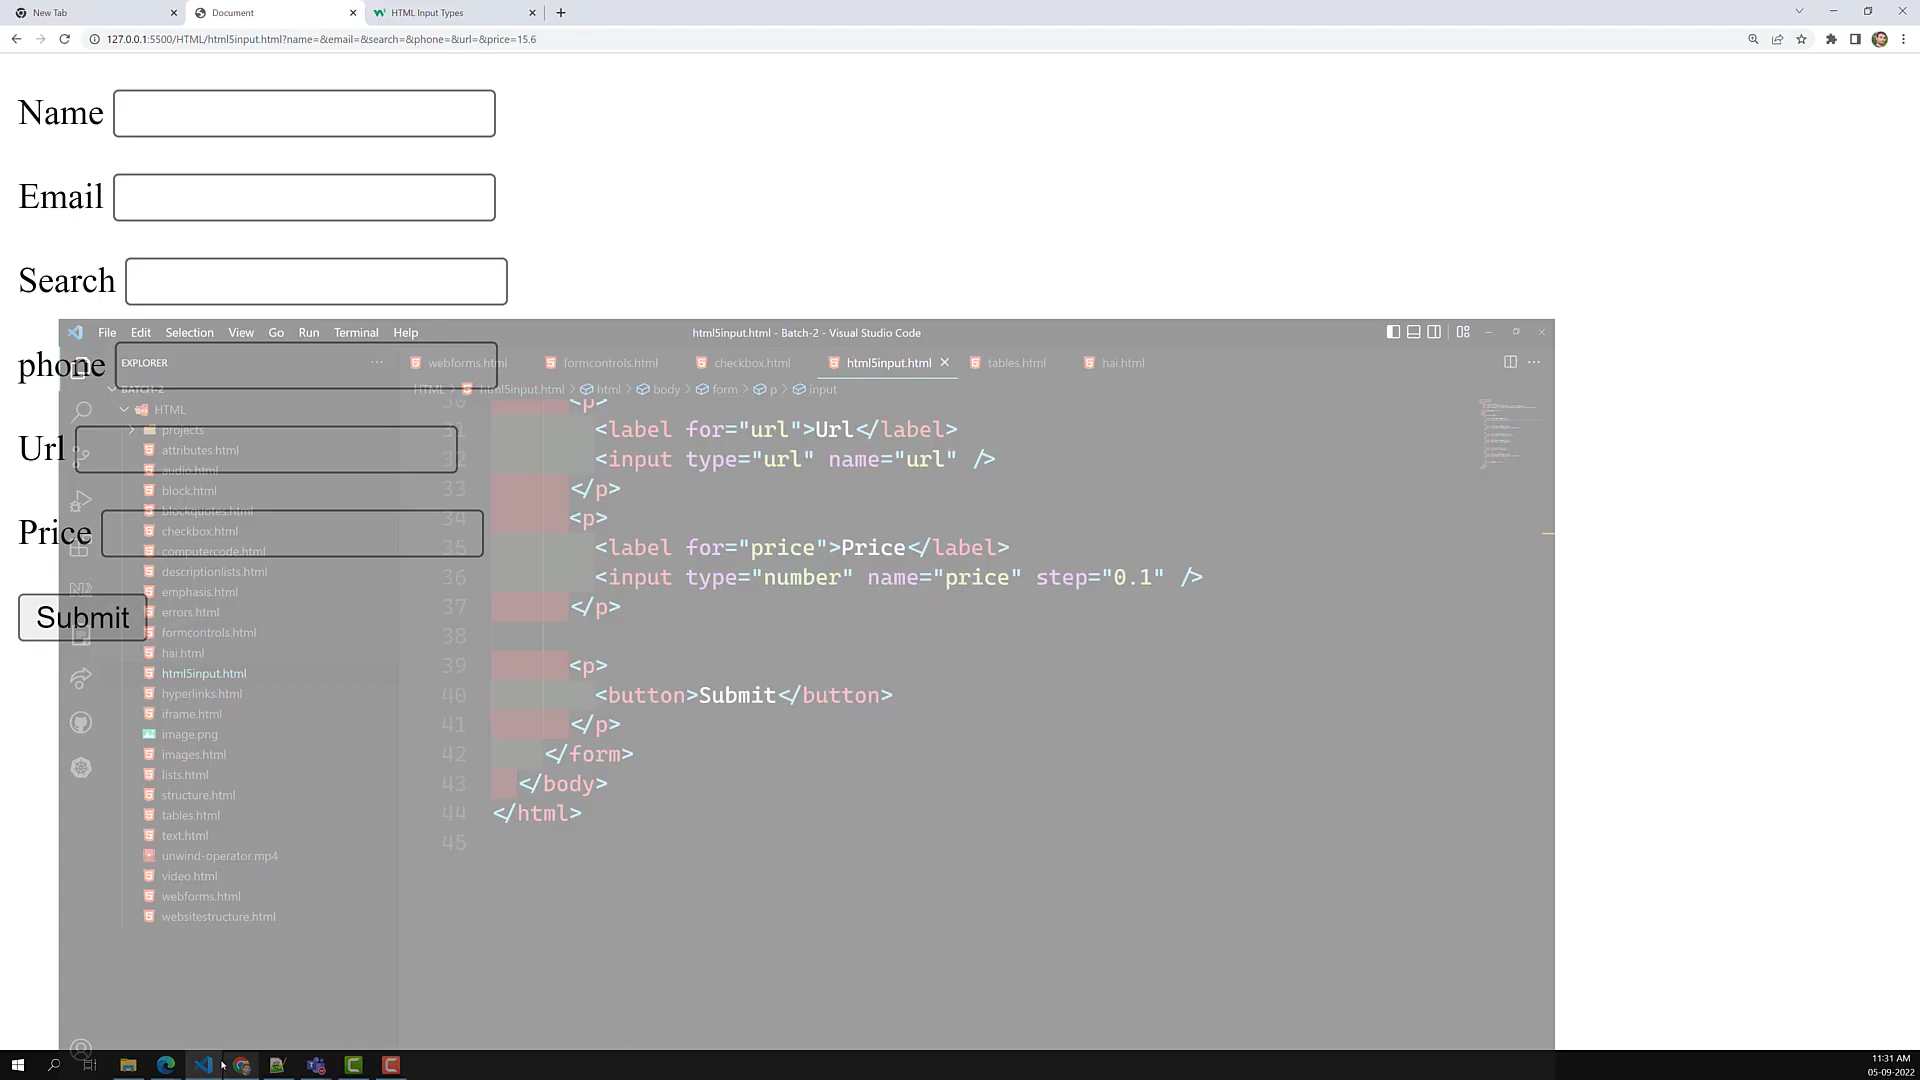 New Tab
Document
HTML Input Types
127.0.0.1:5500/HTML/html5input.html?name=&email=&search=&phone=&url=&price=15.6
Name
Email
Search
File Edit Selection View Go Run Terminal Help
html5input.html - Batch-2 - Visual Studio Code
phone
EXPLORER
webforms.html
formcontrols.html
checkbox.html
html5input.html
tables.html
hai.html
BATCH-2
HTML > html5input.html > html > body > form > p > input
HTML
projects
attributes.html
audio.html
block.html
blockquotes.html
checkbox.html
computercode.html
descriptionlists.html
emphasis.html
errors.html
formcontrols.html
hai.html
html5input.html
hyperlinks.html
iframe.html
image.png
images.html
lists.html
structure.html
tables.html
text.html
unwind-operator.mp4
video.html
webforms.html
websitestructure.html
Url
Price
Submit
30 <p>
31 <label for="url">Url</label>
32 <input type="url" name="url" />
33 </p>
34 <p>
35 <label for="price">Price</label>
36 <input type="number" name="price" step="0.1" />
37 </p>
38
39 <p>
40 <button>Submit</button>
41 </p>
42 </form>
43 </body>
44 </html>
45
11:31 AM
05-09-2022